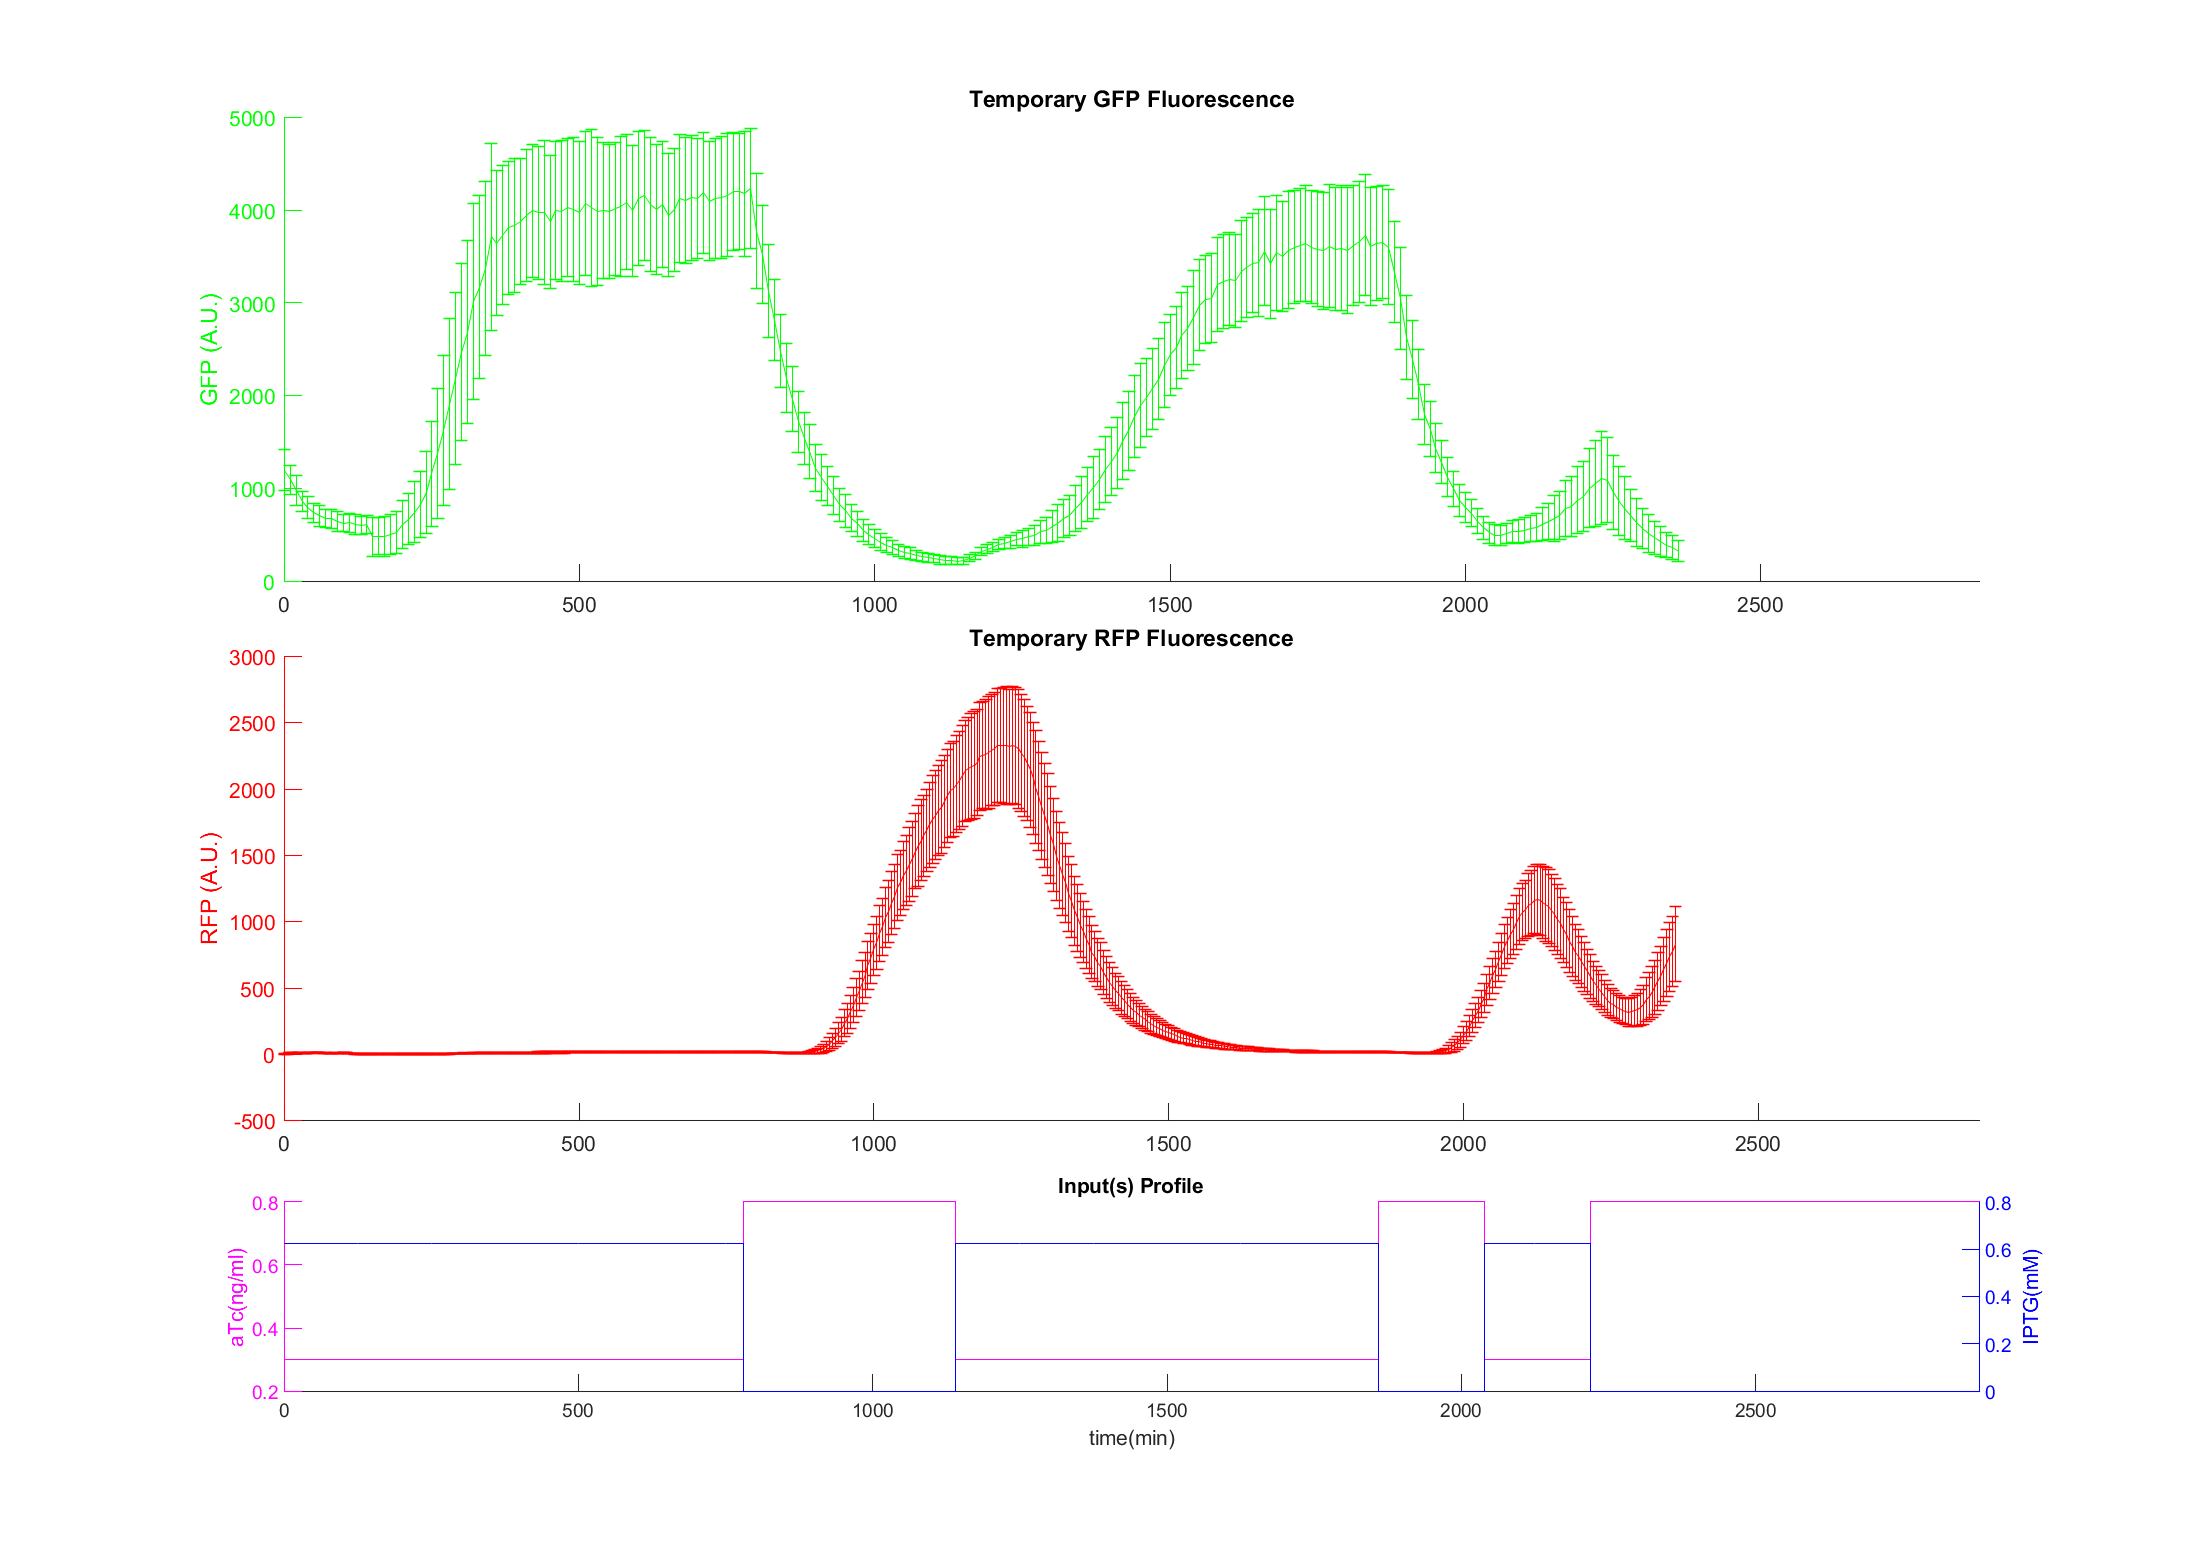 Temporary GFP Fluorescence
GFP (A.U.)
5000
4000
3000
2000
1000
0
0 500 1000 1500 2000 2500
Temporary RFP Fluorescence
RFP (A.U.)
3000
2500
2000
1500
1000
500
0
-500
0 500 1000 1500 2000 2500
Input(s) Profile
aTc(ng/ml)
0.8
0.6
0.4
0.2
0.8
0.6
0.4
0.2
0
IPTG(mM)
0 500 1000 1500 2000 2500
time(min)